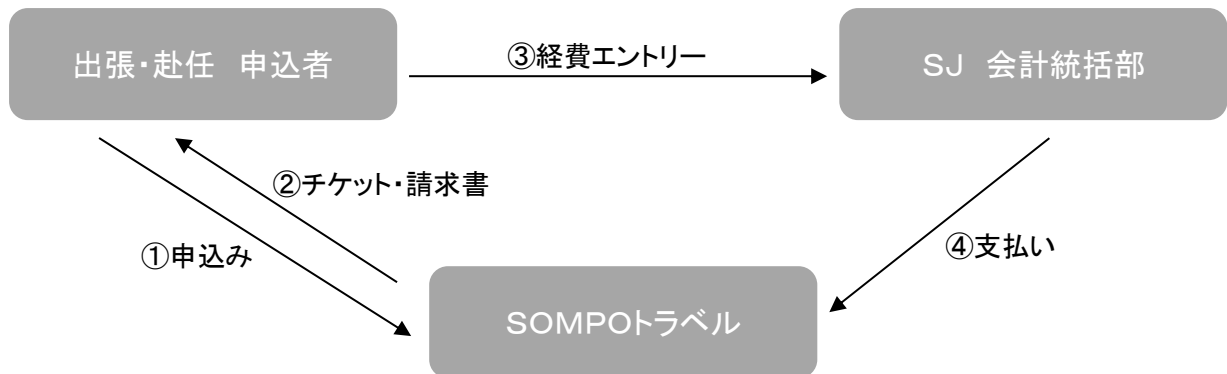 出張・赴任　申込者
③経費エントリー
ＳＪ　会計統括部
②チケット・請求書
①申込み
④支払い
ＳＯＭＰＯトラベル